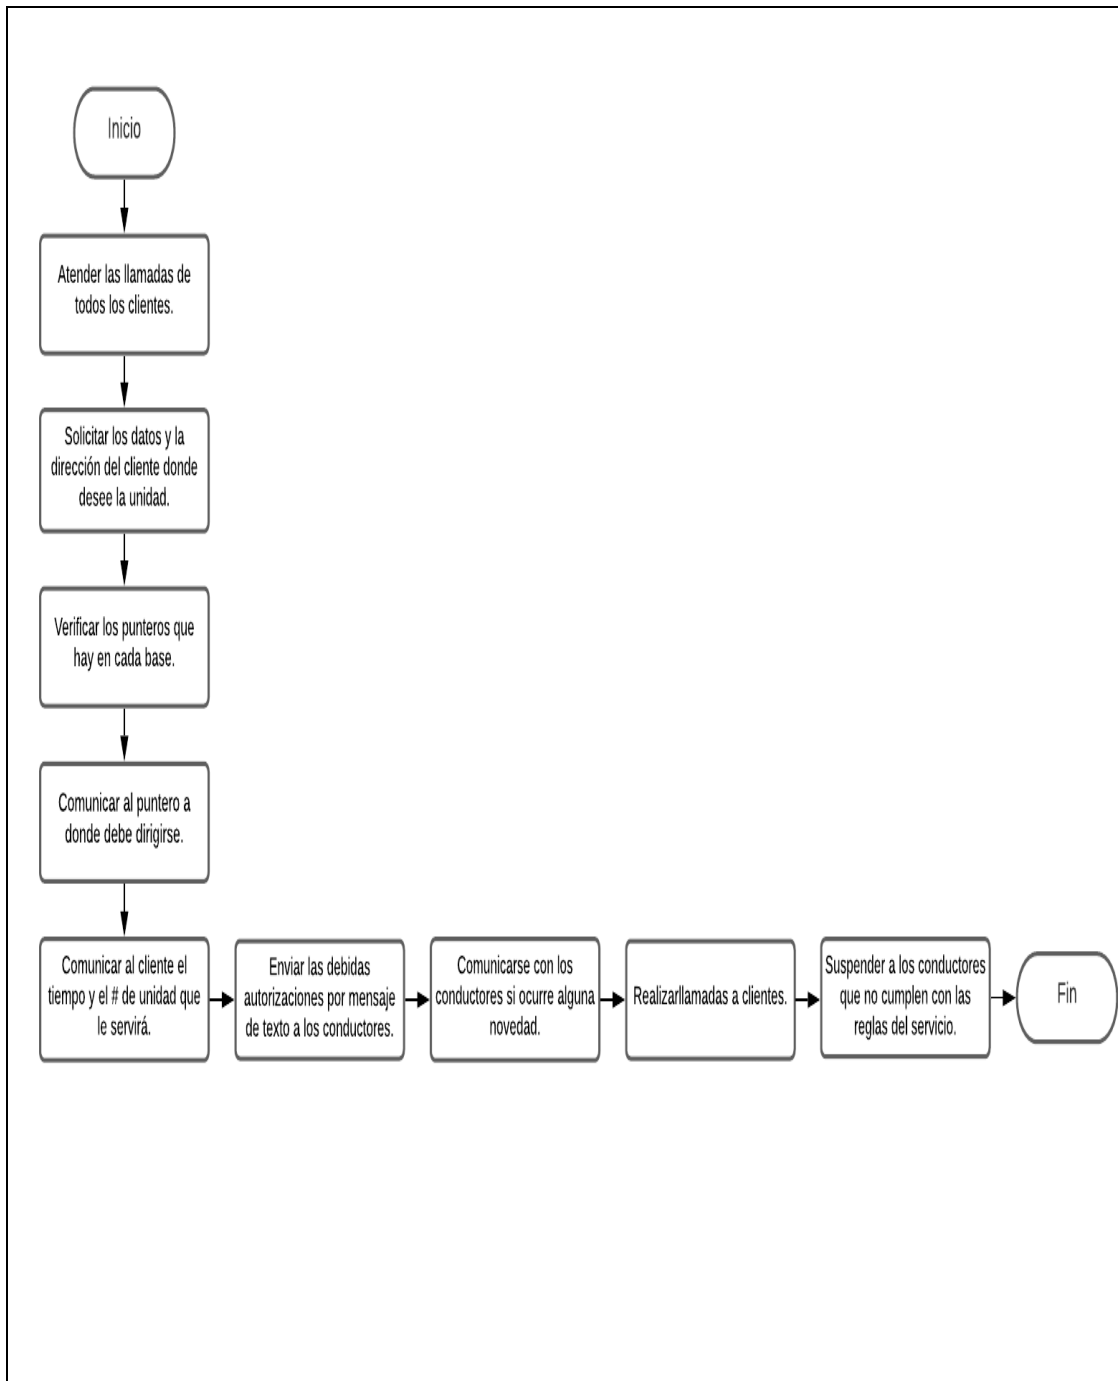 Inicio
Atender las llamadas de
todos los clientes.
Solicitar los datos y la
dirección del cliente donde
desee la unidad.
Verificar los punteros que
hay en cada base.
Comunicar al puntero a
donde debe dirigirse.
Comunicar al cliente el
tiempo y el # de unidad que
le servirá.
Enviar las debidas
autorizaciones por mensaje
de texto a los conductores.
Comunicarse con los
conductores si ocurre alguna
novedad.
Realizarllamadas a clientes.
Suspender a los conductores
que no cumplen con las
reglas del servicio.
Fin